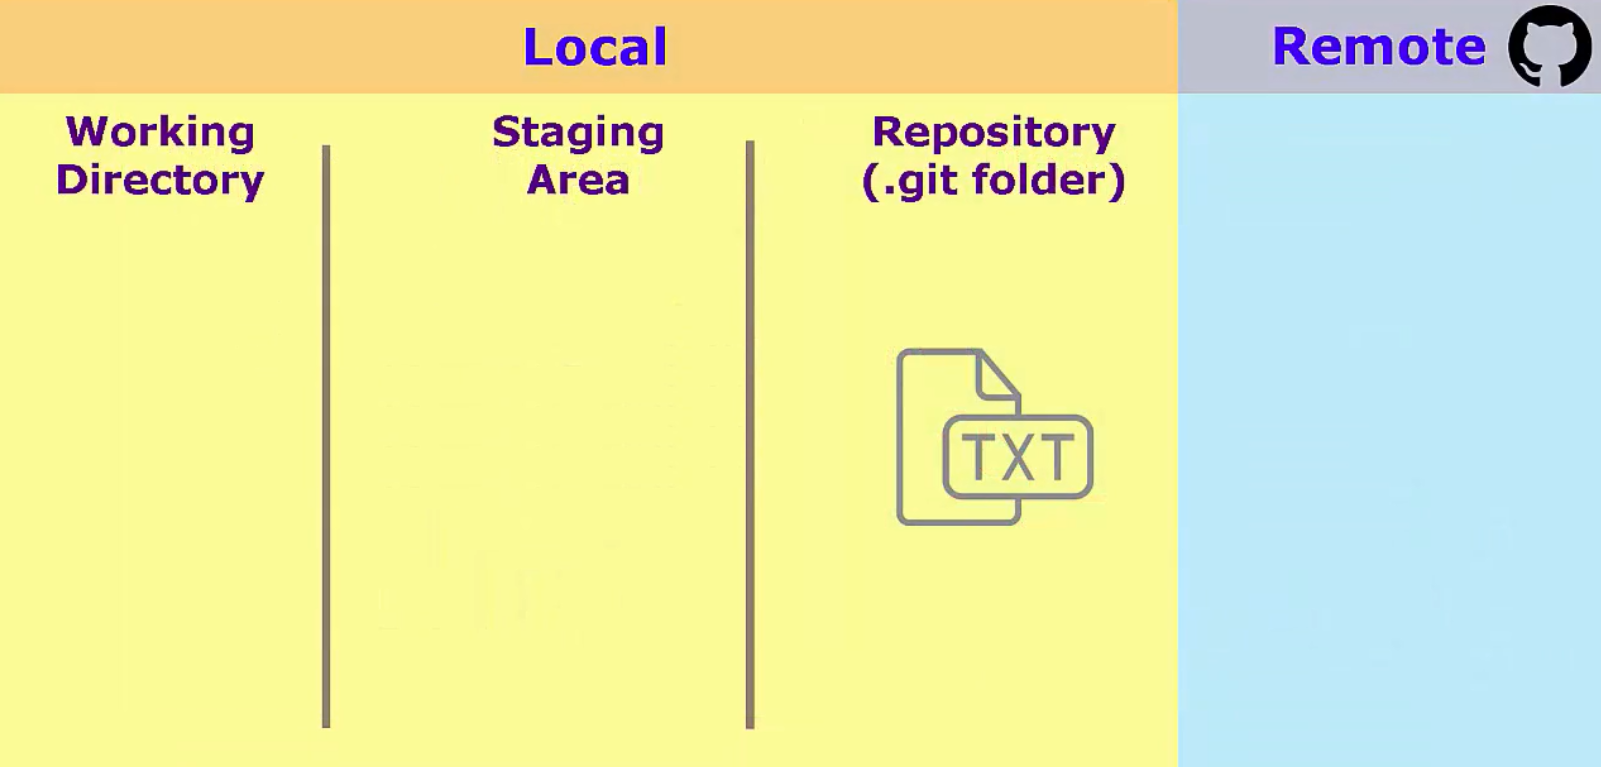 Local
Remote
Working
Directory
Staging
Area
Repository
(.git folder)
TXT